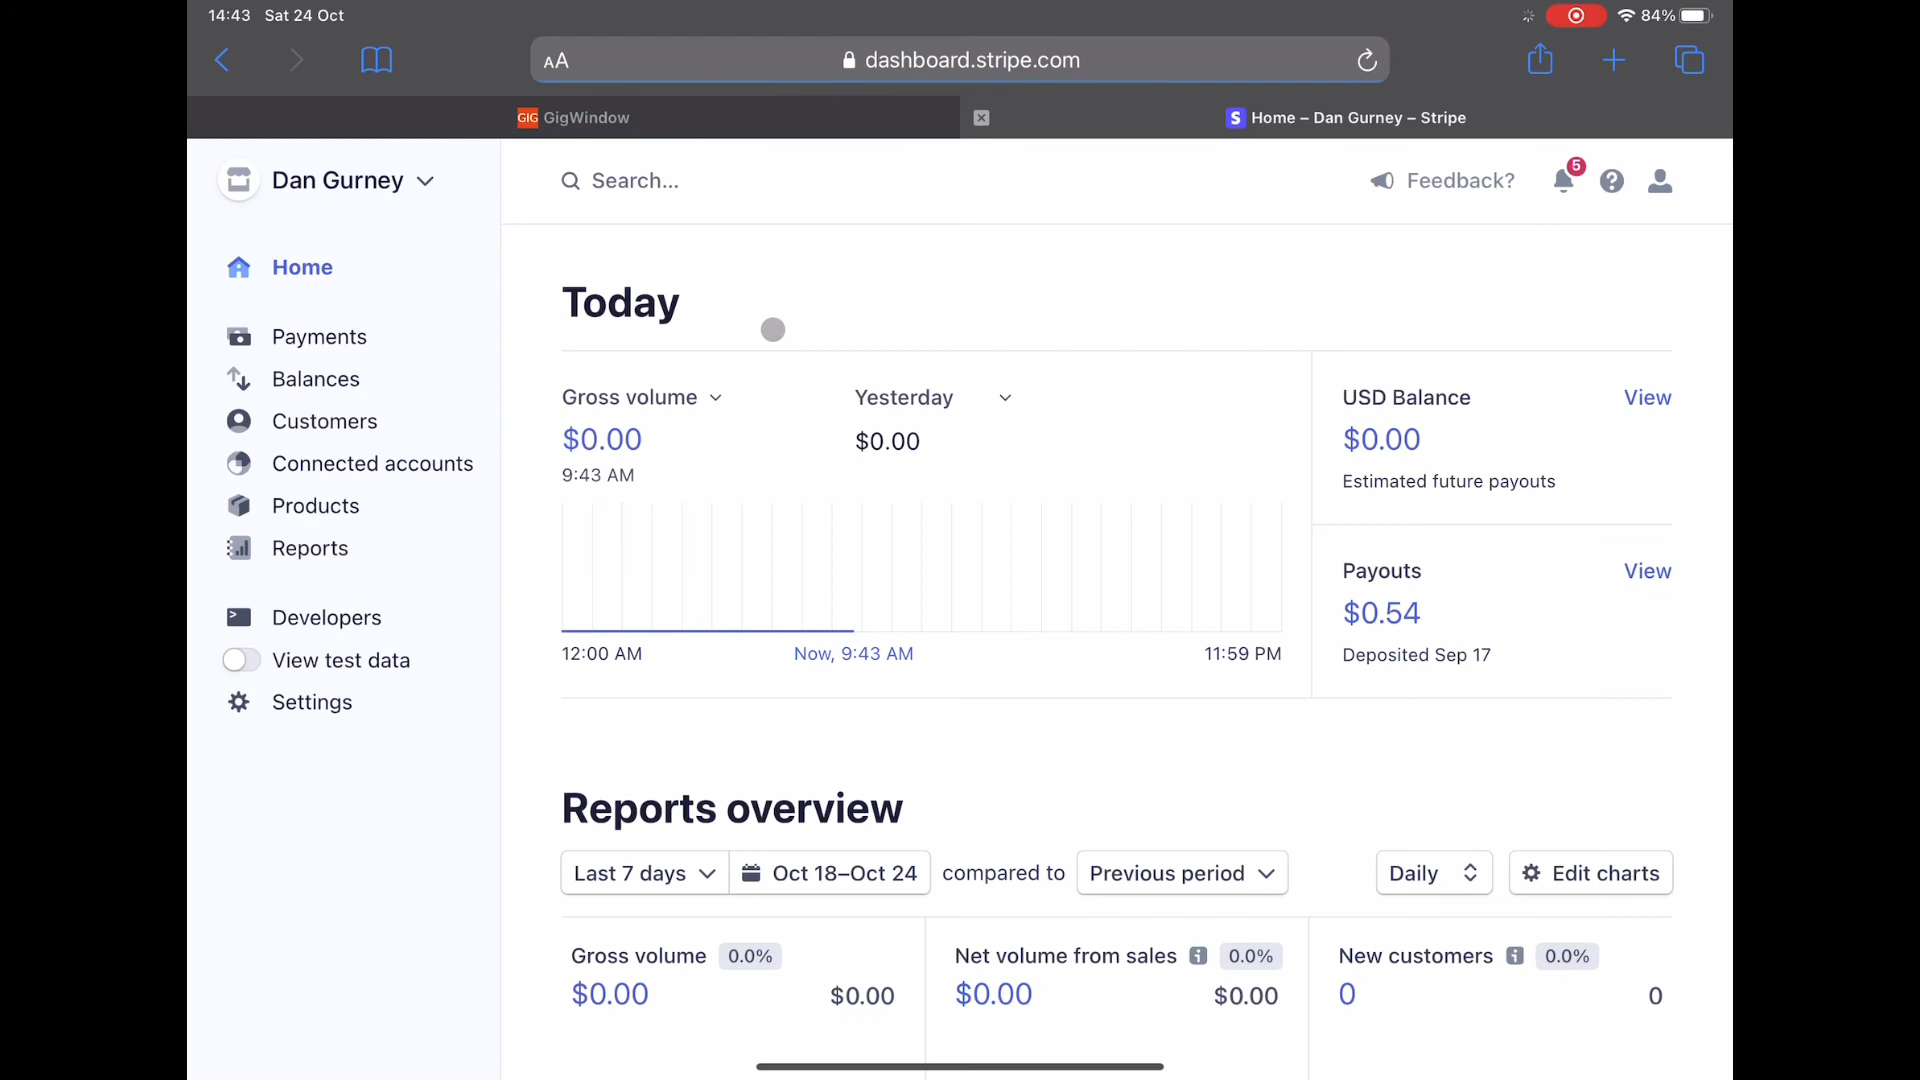 14:43 Sat 24 Oct
84%
AA
dashboard.stripe.com
GIG GigWindow
S Home – Dan Gurney – Stripe
Dan Gurney
Search...
Feedback?
5
Home
Payments
Balances
Customers
Connected accounts
Products
Reports
Developers
View test data
Settings
Today
Gross volume
$0.00
9:43 AM
Yesterday
$0.00
12:00 AM
Now, 9:43 AM
11:59 PM
USD Balance
View
$0.00
Estimated future payouts
Payouts
View
$0.54
Deposited Sep 17
Reports overview
Last 7 days
Oct 18–Oct 24
compared to
Previous period
Daily
Edit charts
Gross volume 0.0%
$0.00 $0.00
Net volume from sales 0.0%
$0.00 $0.00
New customers 0.0%
0 0